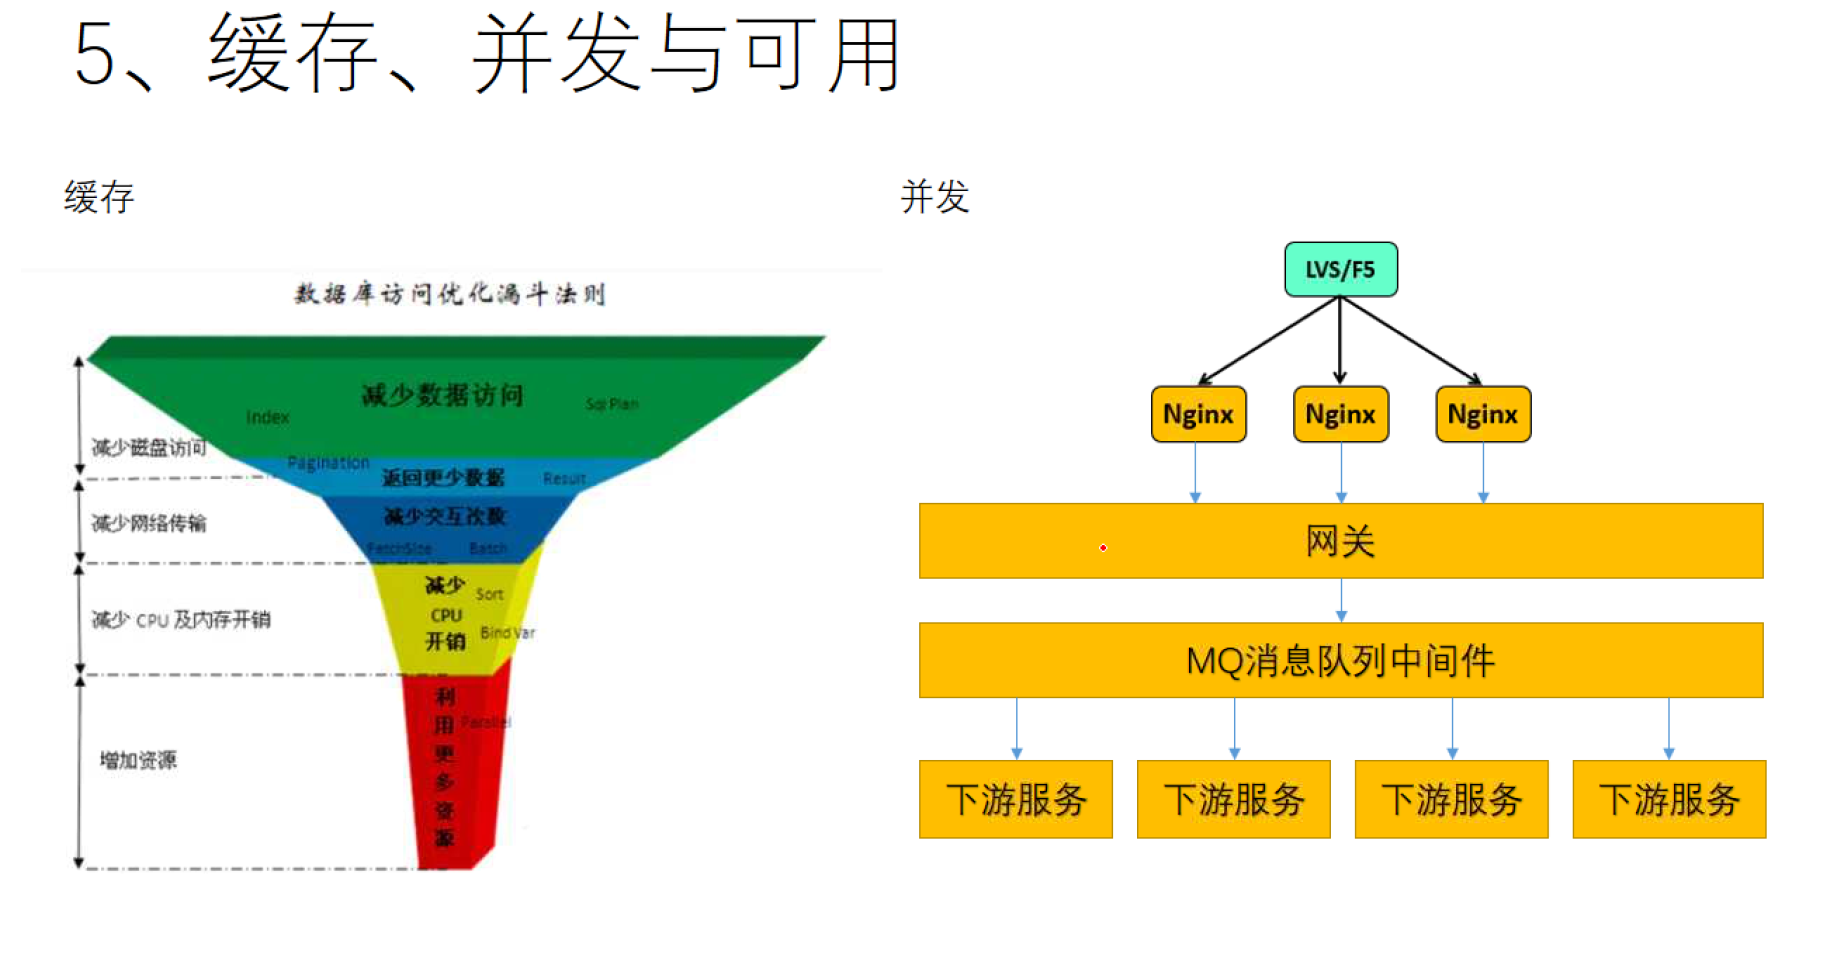 5、缓存、并发与可用
缓存
数据库访问优化漏斗法则
减少数据访问
Index
Sql Plan
减少磁盘访问
Pagination
返回更少数据
Result
减少网络传输
减少交互次数
FetchSize
Batch
减少
CPU
开销
Sort
Bind Var
减少 CPU 及内存开销
利
用
更
多
资
源
Parallel
增加资源
并发
LVS/F5
Nginx
Nginx
Nginx
网关
MQ消息队列中间件
下游服务
下游服务
下游服务
下游服务